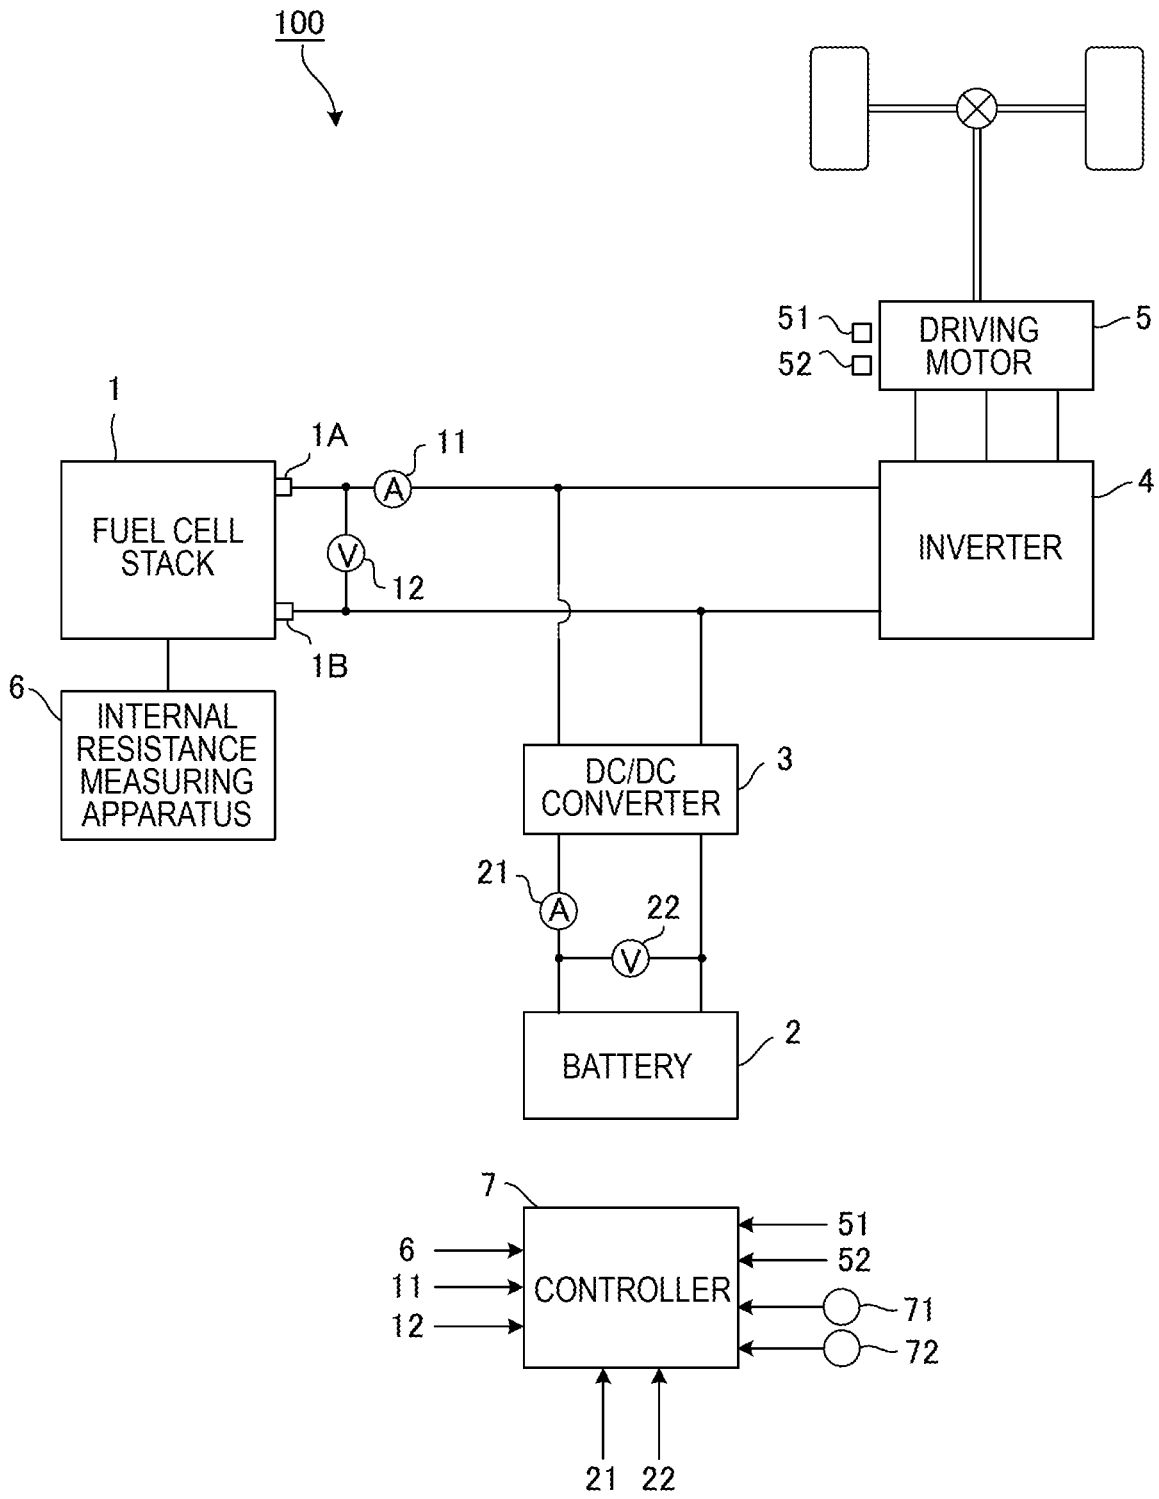 100
51
52
DRIVING
MOTOR
5
1
1A
11
A
FUEL CELL
STACK
V
12
1B
INVERTER
4
6
INTERNAL
RESISTANCE
MEASURING
APPARATUS
DC/DC
CONVERTER
3
21
A
22
V
BATTERY
2
7
CONTROLLER
6
11
12
51
52
71
72
21
22